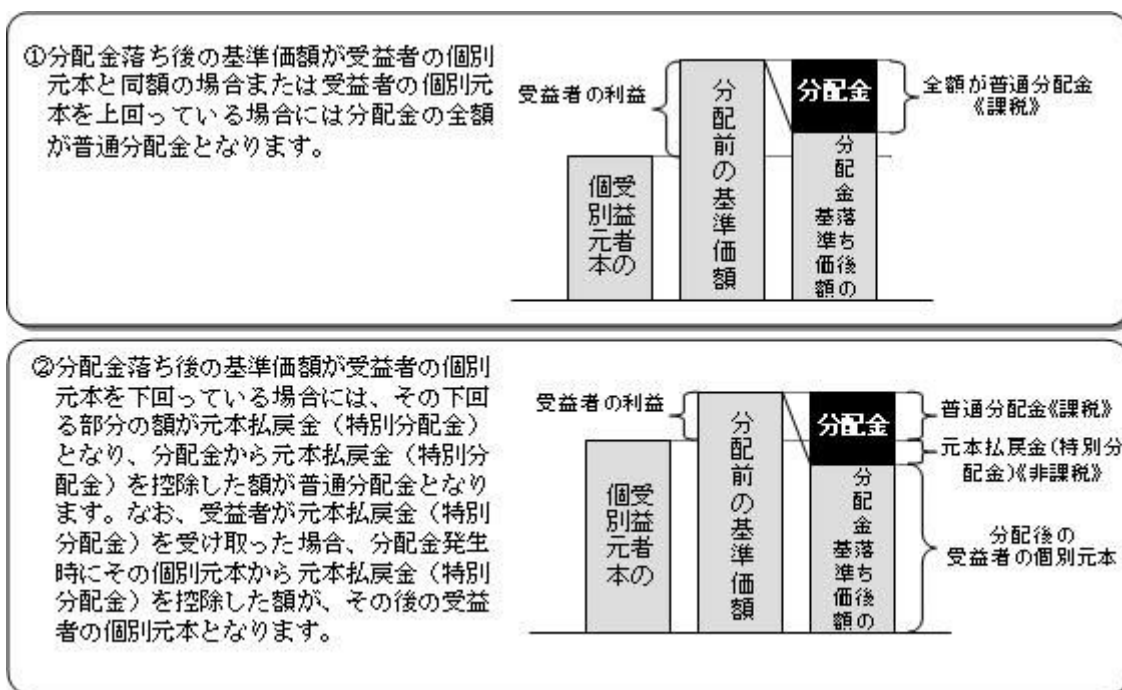 ①分配金落ち後の基準価額が受益者の個別
元本と同額の場合または受益者の個別元
本を上回っている場合には分配金の全額
が普通分配金となります。
受益者の利益
受益者の
個別元本
分配前の基準価額
分配金
分配金落ち後の
基準価額
全額が普通分配金
《課税》
②分配金落ち後の基準価額が受益者の個別
元本を下回っている場合には、その下回
る部分の額が元本払戻金（特別分配金）
となり、分配金から元本払戻金（特別分
配金）を控除した額が普通分配金となり
ます。なお、受益者が元本払戻金（特別
分配金）を受け取った場合、分配金発生
時にその個別元本から元本払戻金（特別
分配金）を控除した額が、その後の受益
者の個別元本となります。
受益者の利益
受益者の
個別元本
分配前の基準価額
分配金
分配金落ち後の
基準価額
普通分配金《課税》
元本払戻金(特別分
配金)《非課税》
分配後の
受益者の個別元本